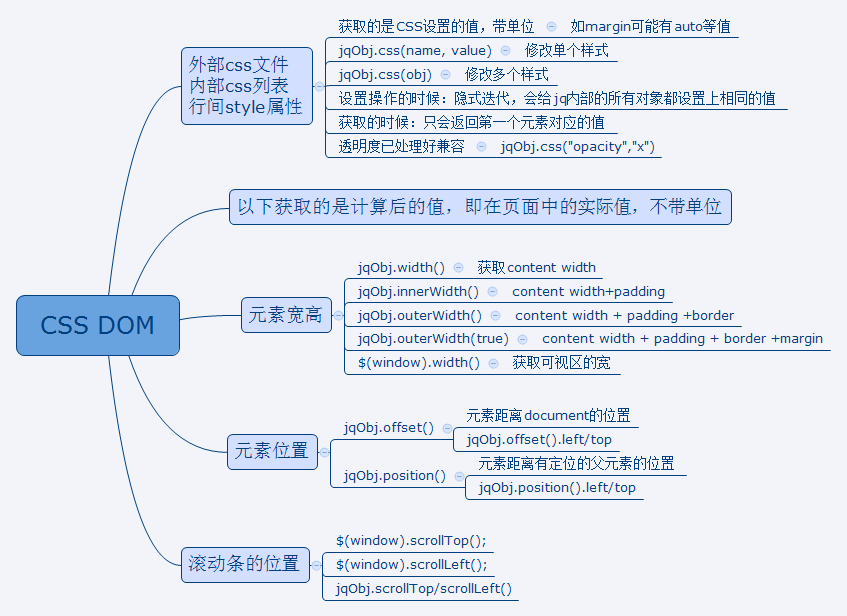 CSS DOM
外部css文件
内部css列表
行间style属性
获取的是CSS设置的值，带单位 如margin可能有auto等值
jqObj.css(name, value) 修改单个样式
jqObj.css(obj) 修改多个样式
设置操作的时候：隐式迭代，会给jq内部的所有对象都设置上相同的值
获取的时候：只会返回第一个元素对应的值
透明度已处理好兼容 jqObj.css("opacity","x")
以下获取的是计算后的值，即在页面中的实际值，不带单位
元素宽高
jqObj.width() 获取content width
jqObj.innerWidth() content width+padding
jqObj.outerWidth() content width + padding +border
jqObj.outerWidth(true) content width + padding + border +margin
$(window).width() 获取可视区的宽
元素位置
jqObj.offset() 元素距离document的位置
jqObj.offset().left/top
jqObj.position() 元素距离有定位的父元素的位置
jqObj.position().left/top
滚动条的位置
$(window).scrollTop();
$(window).scrollLeft();
jqObj.scrollTop/scrollLeft()